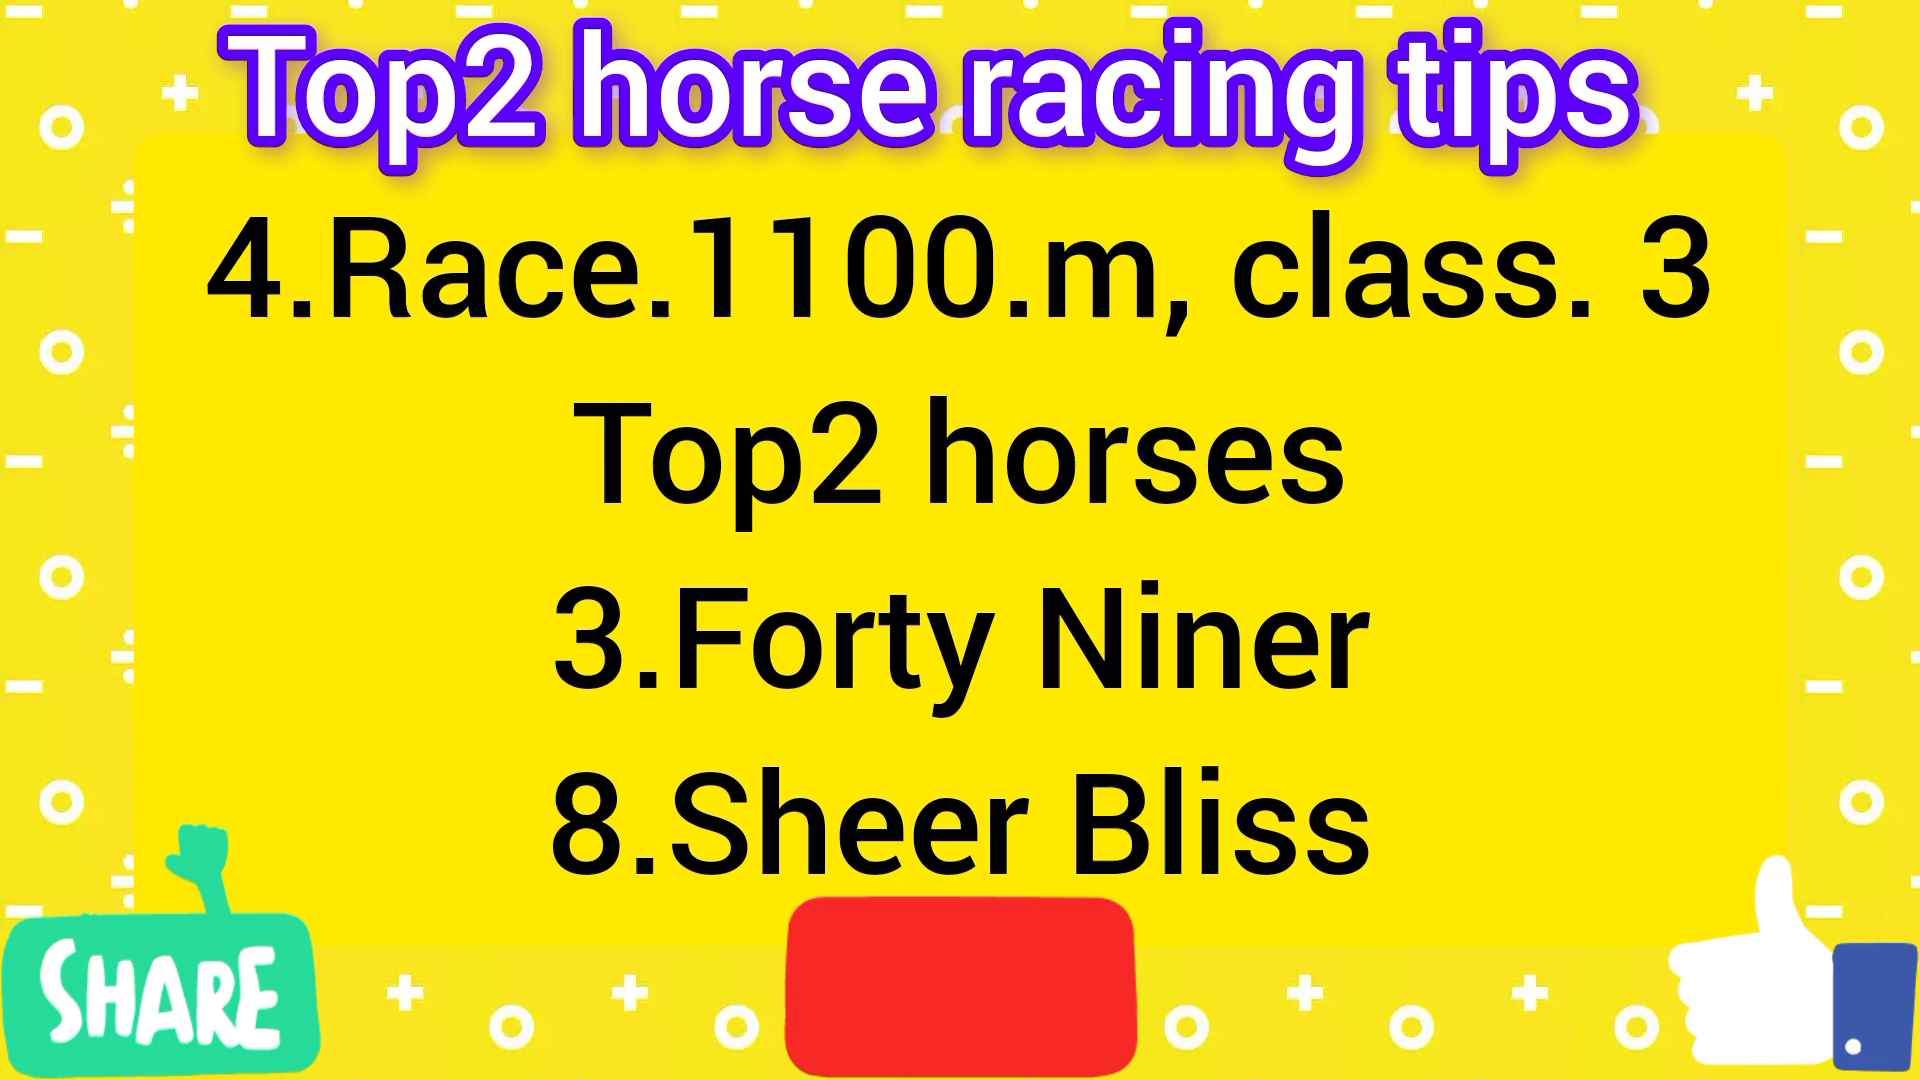 Top2 horse racing tips
4.Race.1100.m, class. 3
Top2 horses
3.Forty Niner
8.Sheer Bliss
SHARE